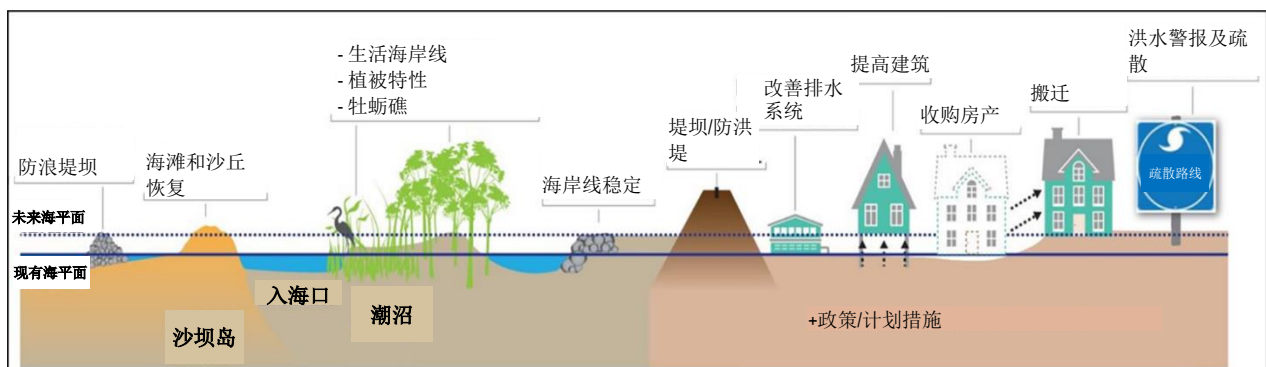 - 生活海岸线
- 植被特性
- 牡蛎礁
洪水警报及疏
散
提高建筑
改善排水
系统
搬迁
收购房产
堤坝/防洪
堤
防浪堤坝
海滩和沙丘
恢复
海岸线稳定
疏散路线
未来海平面
现有海平面
入海口
潮沼
沙坝岛
+政策/计划措施